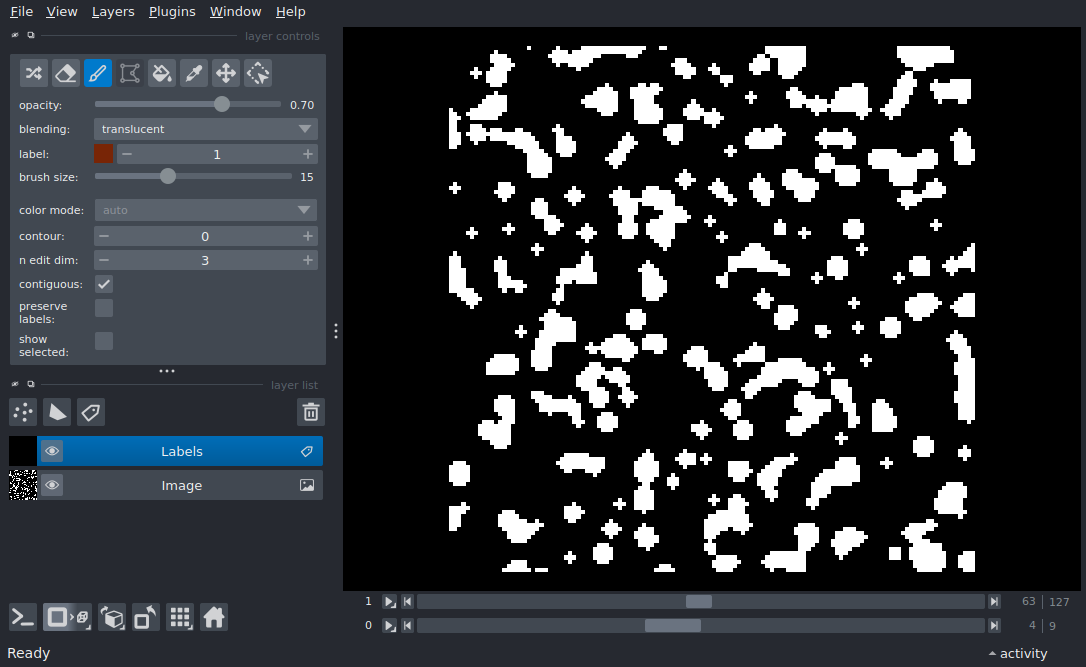 File View Layers Plugins Window Help
layer controls
opacity: 0.70
blending: translucent
label: 1
brush size: 15
color mode: auto
contour: 0
n edit dim: 3
contiguous:
preserve
labels:
show
selected:
layer list
Labels
Image
1 63 | 127
0 4 | 9
Ready activity